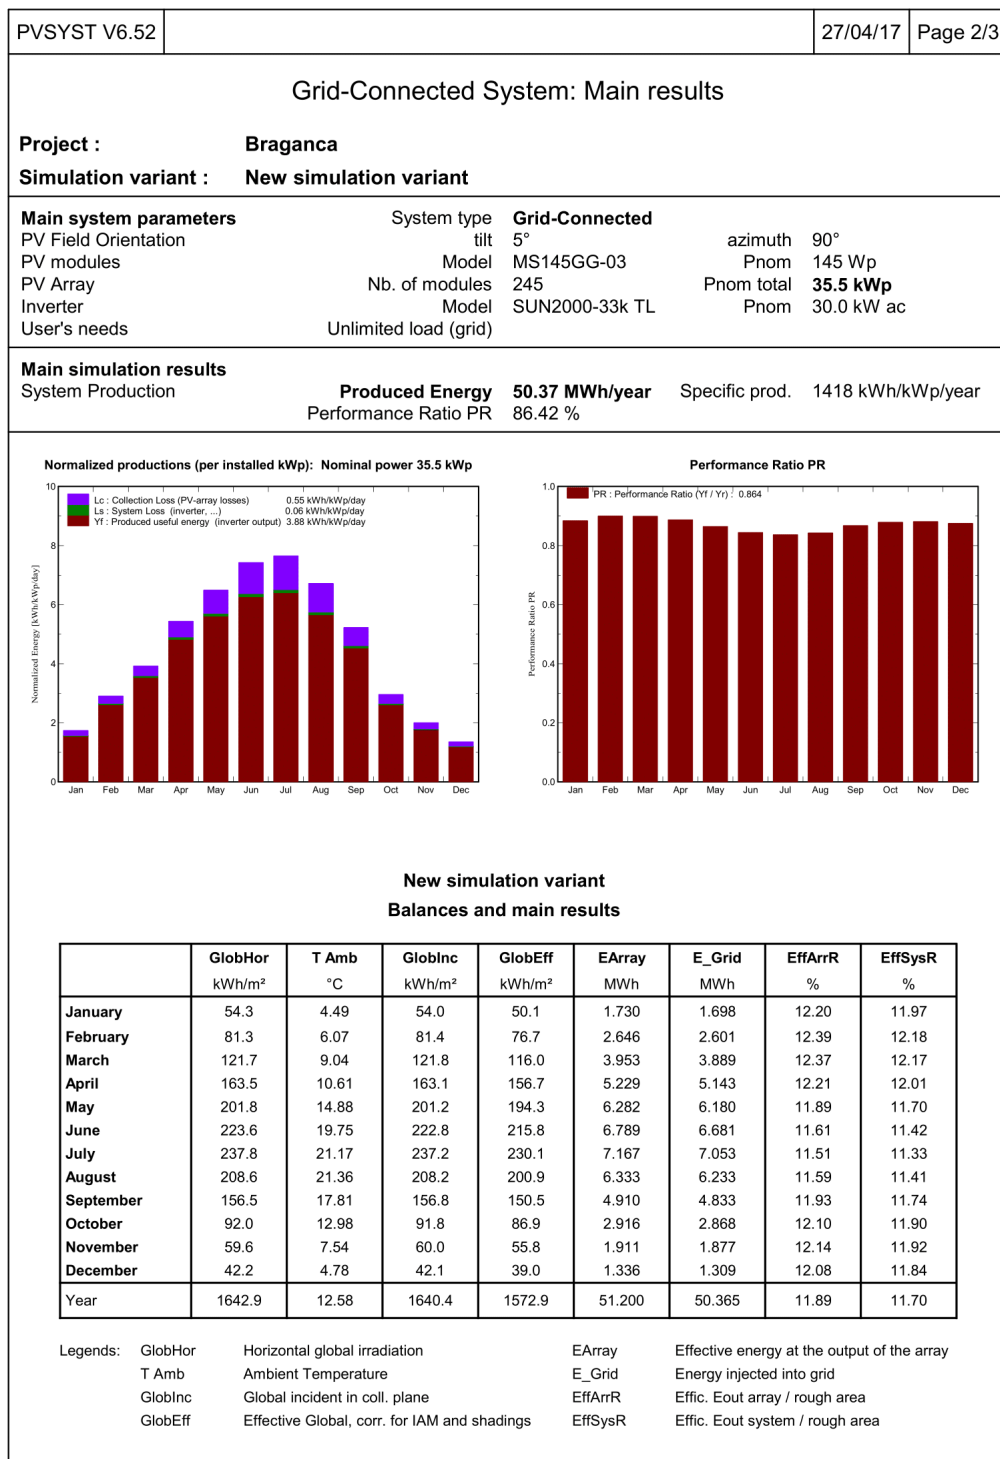 PVSYST V6.52 27/04/17 Page 2/3
Grid-Connected System: Main results
Project : Braganca
Simulation variant : New simulation variant
Main system parameters System type Grid-Connected
PV Field Orientation tilt 5° azimuth 90°
PV modules Model MS145GG-03 Pnom 145 Wp
PV Array Nb. of modules 245 Pnom total 35.5 kWp
Inverter Model SUN2000-33k TL Pnom 30.0 kW ac
User's needs Unlimited load (grid)
Main simulation results
System Production Produced Energy 50.37 MWh/year Specific prod. 1418 kWh/kWp/year
Performance Ratio PR 86.42 %
Normalized productions (per installed kWp): Nominal power 35.5 kWp
10
Lc : Collection Loss (PV-array losses) 0.55 kWh/kWp/day
Ls : System Loss (inverter, ...) 0.06 kWh/kWp/day
Yf : Produced useful energy (inverter output) 3.88 kWh/kWp/day
8
6
4
2
0
Normalized Energy [kWh/kWp/day]
Jan Feb Mar Apr May Jun Jul Aug Sep Oct Nov Dec
Performance Ratio PR
1.0
PR : Performance Ratio (Yf / Yr) : 0.864
0.8
0.6
0.4
0.2
0.0
Performance Ratio PR
Jan Feb Mar Apr May Jun Jul Aug Sep Oct Nov Dec
New simulation variant
Balances and main results
GlobHor T Amb GlobInc GlobEff EArray E_Grid EffArrR EffSysR
kWh/m² °C kWh/m² kWh/m² MWh MWh % %
January 54.3 4.49 54.0 50.1 1.730 1.698 12.20 11.97
February 81.3 6.07 81.4 76.7 2.646 2.601 12.39 12.18
March 121.7 9.04 121.8 116.0 3.953 3.889 12.37 12.17
April 163.5 10.61 163.1 156.7 5.229 5.143 12.21 12.01
May 201.8 14.88 201.2 194.3 6.282 6.180 11.89 11.70
June 223.6 19.75 222.8 215.8 6.789 6.681 11.61 11.42
July 237.8 21.17 237.2 230.1 7.167 7.053 11.51 11.33
August 208.6 21.36 208.2 200.9 6.333 6.233 11.59 11.41
September 156.5 17.81 156.8 150.5 4.910 4.833 11.93 11.74
October 92.0 12.98 91.8 86.9 2.916 2.868 12.10 11.90
November 59.6 7.54 60.0 55.8 1.911 1.877 12.14 11.92
December 42.2 4.78 42.1 39.0 1.336 1.309 12.08 11.84
Year 1642.9 12.58 1640.4 1572.9 51.200 50.365 11.89 11.70
Legends: GlobHor Horizontal global irradiation EArray Effective energy at the output of the array
T Amb Ambient Temperature E_Grid Energy injected into grid
GlobInc Global incident in coll. plane EffArrR Effic. Eout array / rough area
GlobEff Effective Global, corr. for IAM and shadings EffSysR Effic. Eout system / rough area